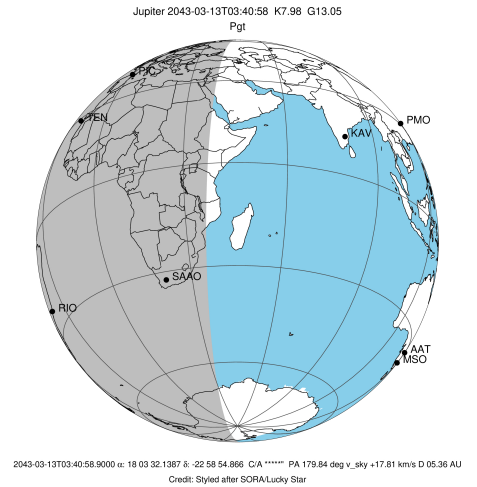 Jupiter 2043-03-13T03:40:58 K7.98 G13.05
Pgt
PIC
TEN
PMO
KAV
SAAO
RIO
AAT
MSO
2043-03-13T03:40:58.9000 α: 18 03 32.1387 δ: -22 58 54.866 C/A *****" PA 179.84 deg v_sky +17.81 km/s D 05.36 AU
Credit: Styled after SORA/Lucky Star